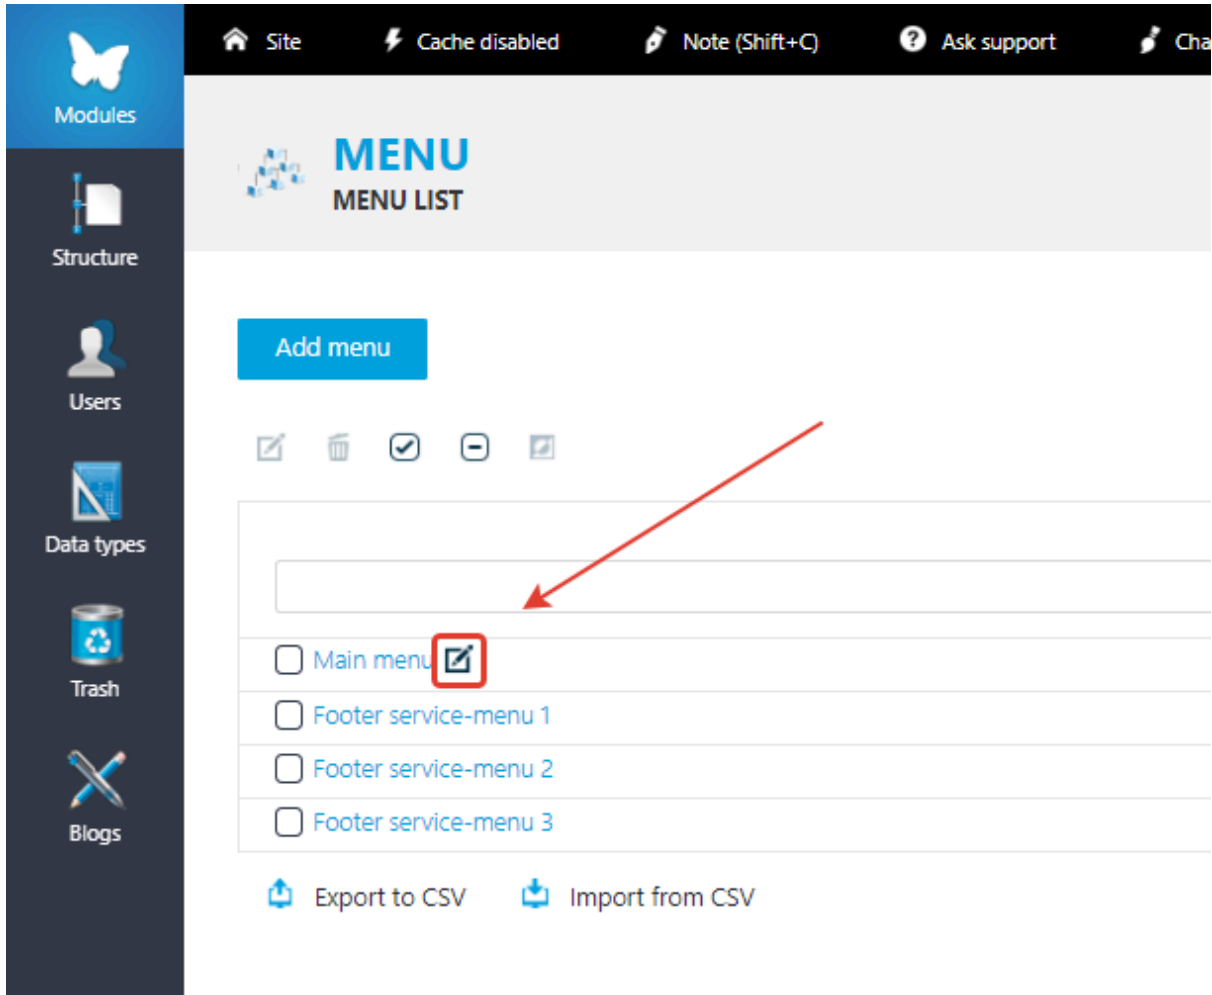 Site Cache disabled Note (Shift+C) Ask support Cha
Modules
MENU
MENU LIST
Structure
Add menu
Users
Data types
Main menu
Trash
Footer service-menu 1
Footer service-menu 2
Footer service-menu 3
Blogs
Export to CSV Import from CSV